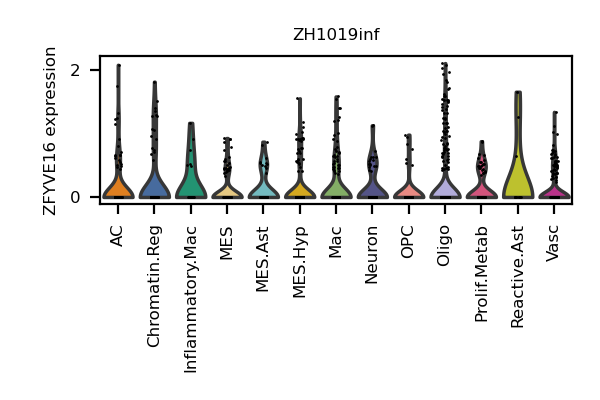 ZH1019inf
ZFYVE16 expression
2
0
AC
Chromatin.Reg
Inflammatory.Mac
MES
MES.Ast
MES.Hyp
Mac
Neuron
OPC
Oligo
Prolif.Metab
Reactive.Ast
Vasc